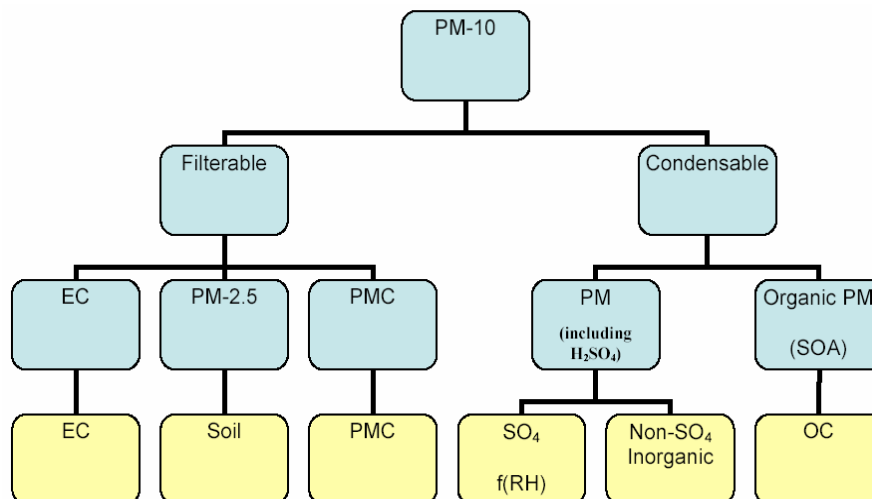 PM-10
Filterable
Condensable
EC
PM-2.5
PMC
PM
(including
H₂SO₄)
Organic PM
(SOA)
EC
Soil
PMC
SO₄
f(RH)
Non-SO₄
Inorganic
OC